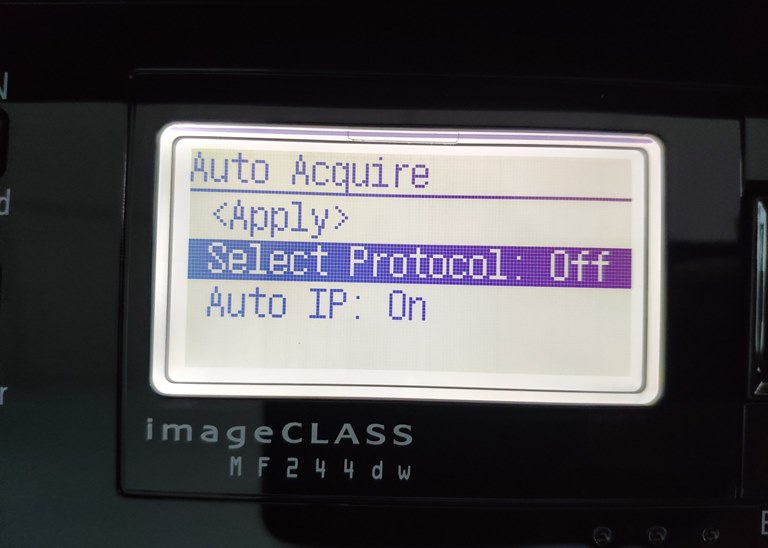 Auto Acquire
<Apply>
Select Protocol: Off
Auto IP: On
imageCLASS
MF244dw